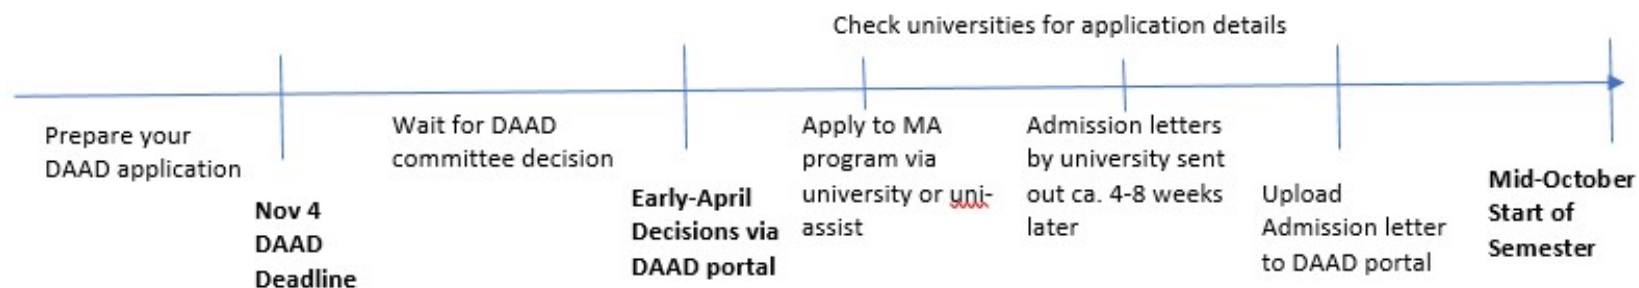 Check universities for application details
Prepare your
DAAD application
Nov 4
DAAD
Deadline
Wait for DAAD
committee decision
Early-April
Decisions via
DAAD portal
Apply to MA
program via
university or uni-
assist
Admission letters
by university sent
out ca. 4-8 weeks
later
Upload
Admission letter
to DAAD portal
Mid-October
Start of
Semester